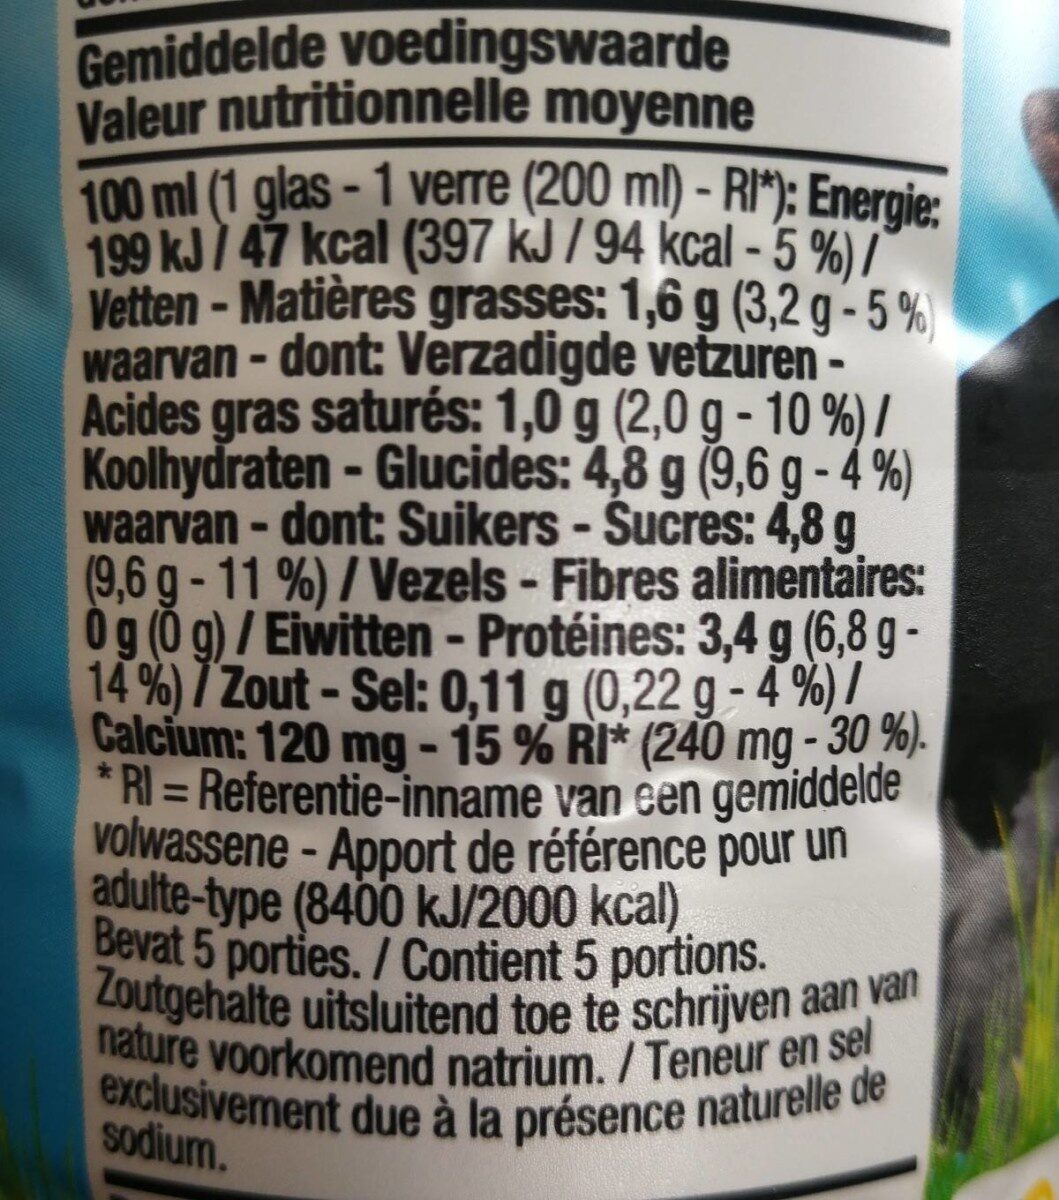 Gemiddelde voedingswaarde
Valeur nutritionnelle moyenne
100 ml (1 glas - 1 verre (200 ml) - RI*): Energie:
199 kJ / 47 kcal (397 kJ / 94 kcal - 5 %) /
Vetten - Matières grasses: 1,6 g (3,2 g - 5 %)
waarvan - dont: Verzadigde vetzuren -
Acides gras saturés: 1,0 g (2,0 g - 10 %) /
Koolhydraten - Glucides: 4,8 g (9,6 g - 4 %)
waarvan - dont: Suikers - Sucres: 4,8 g
(9,6 g - 11 %) / Vezels - Fibres alimentaires:
0 g (0 g) / Eiwitten - Protéines: 3,4 g (6,8 g -
14 %) / Zout - Sel: 0,11 g (0,22 g - 4 %) /
Calcium: 120 mg - 15 % RI* (240 mg - 30 %).
* RI = Referentie-inname van een gemiddelde
volwassene - Apport de référence pour un
adulte-type (8400 kJ/2000 kcal)
Bevat 5 porties. / Contient 5 portions.
Zoutgehalte uitsluitend toe te schrijven aan van
nature voorkomend natrium. / Teneur en sel
exclusivement due à la présence naturelle de
sodium.